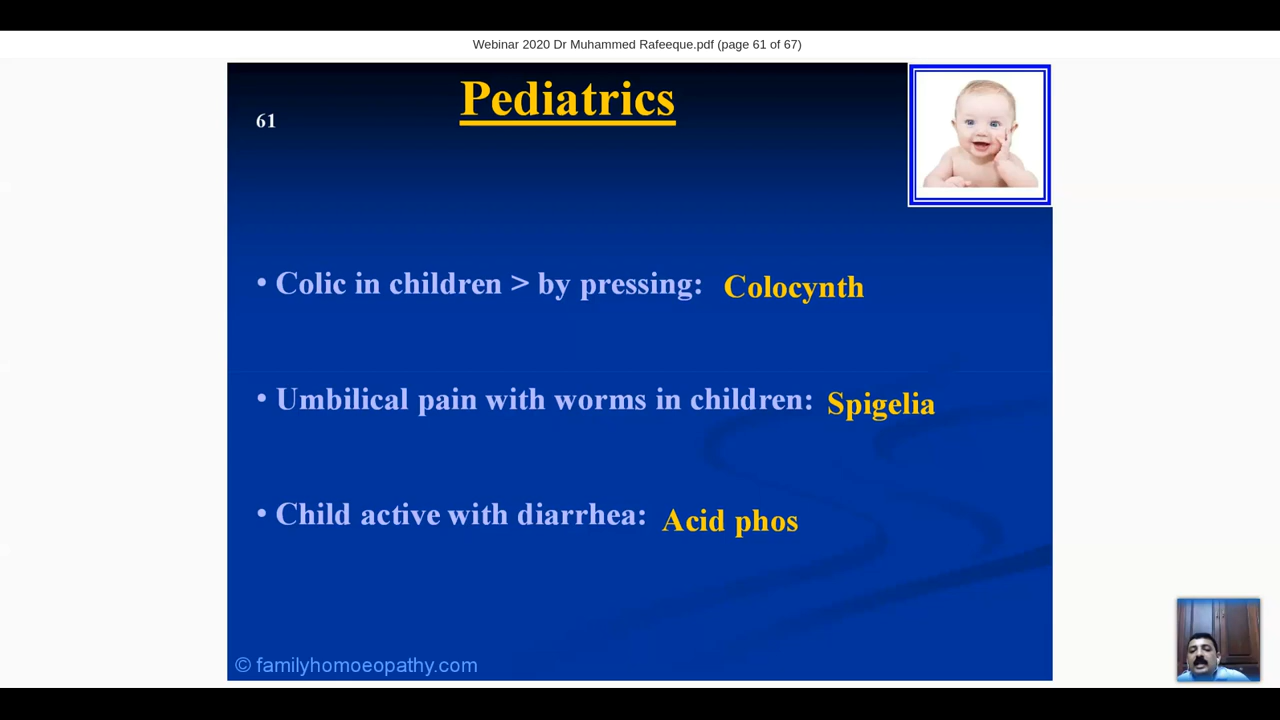 Webinar 2020 Dr Muhammed Rafeeque.pdf (page 61 of 67)
Pediatrics
61
• Colic in children > by pressing: Colocynth
• Umbilical pain with worms in children: Spigelia
• Child active with diarrhea: Acid phos
© familyhomoeopathy.com